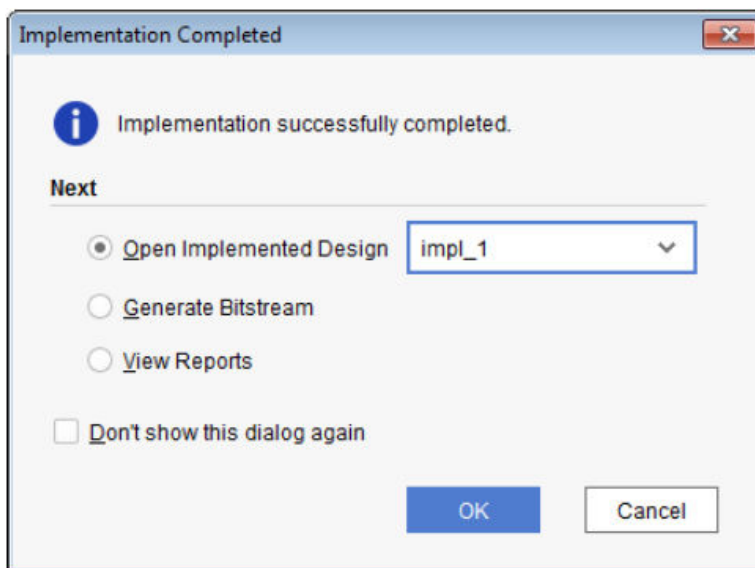 Implementation Completed
Implementation successfully completed.
Next
Open Implemented Design impl_1
Generate Bitstream
View Reports
Don't show this dialog again
OK Cancel